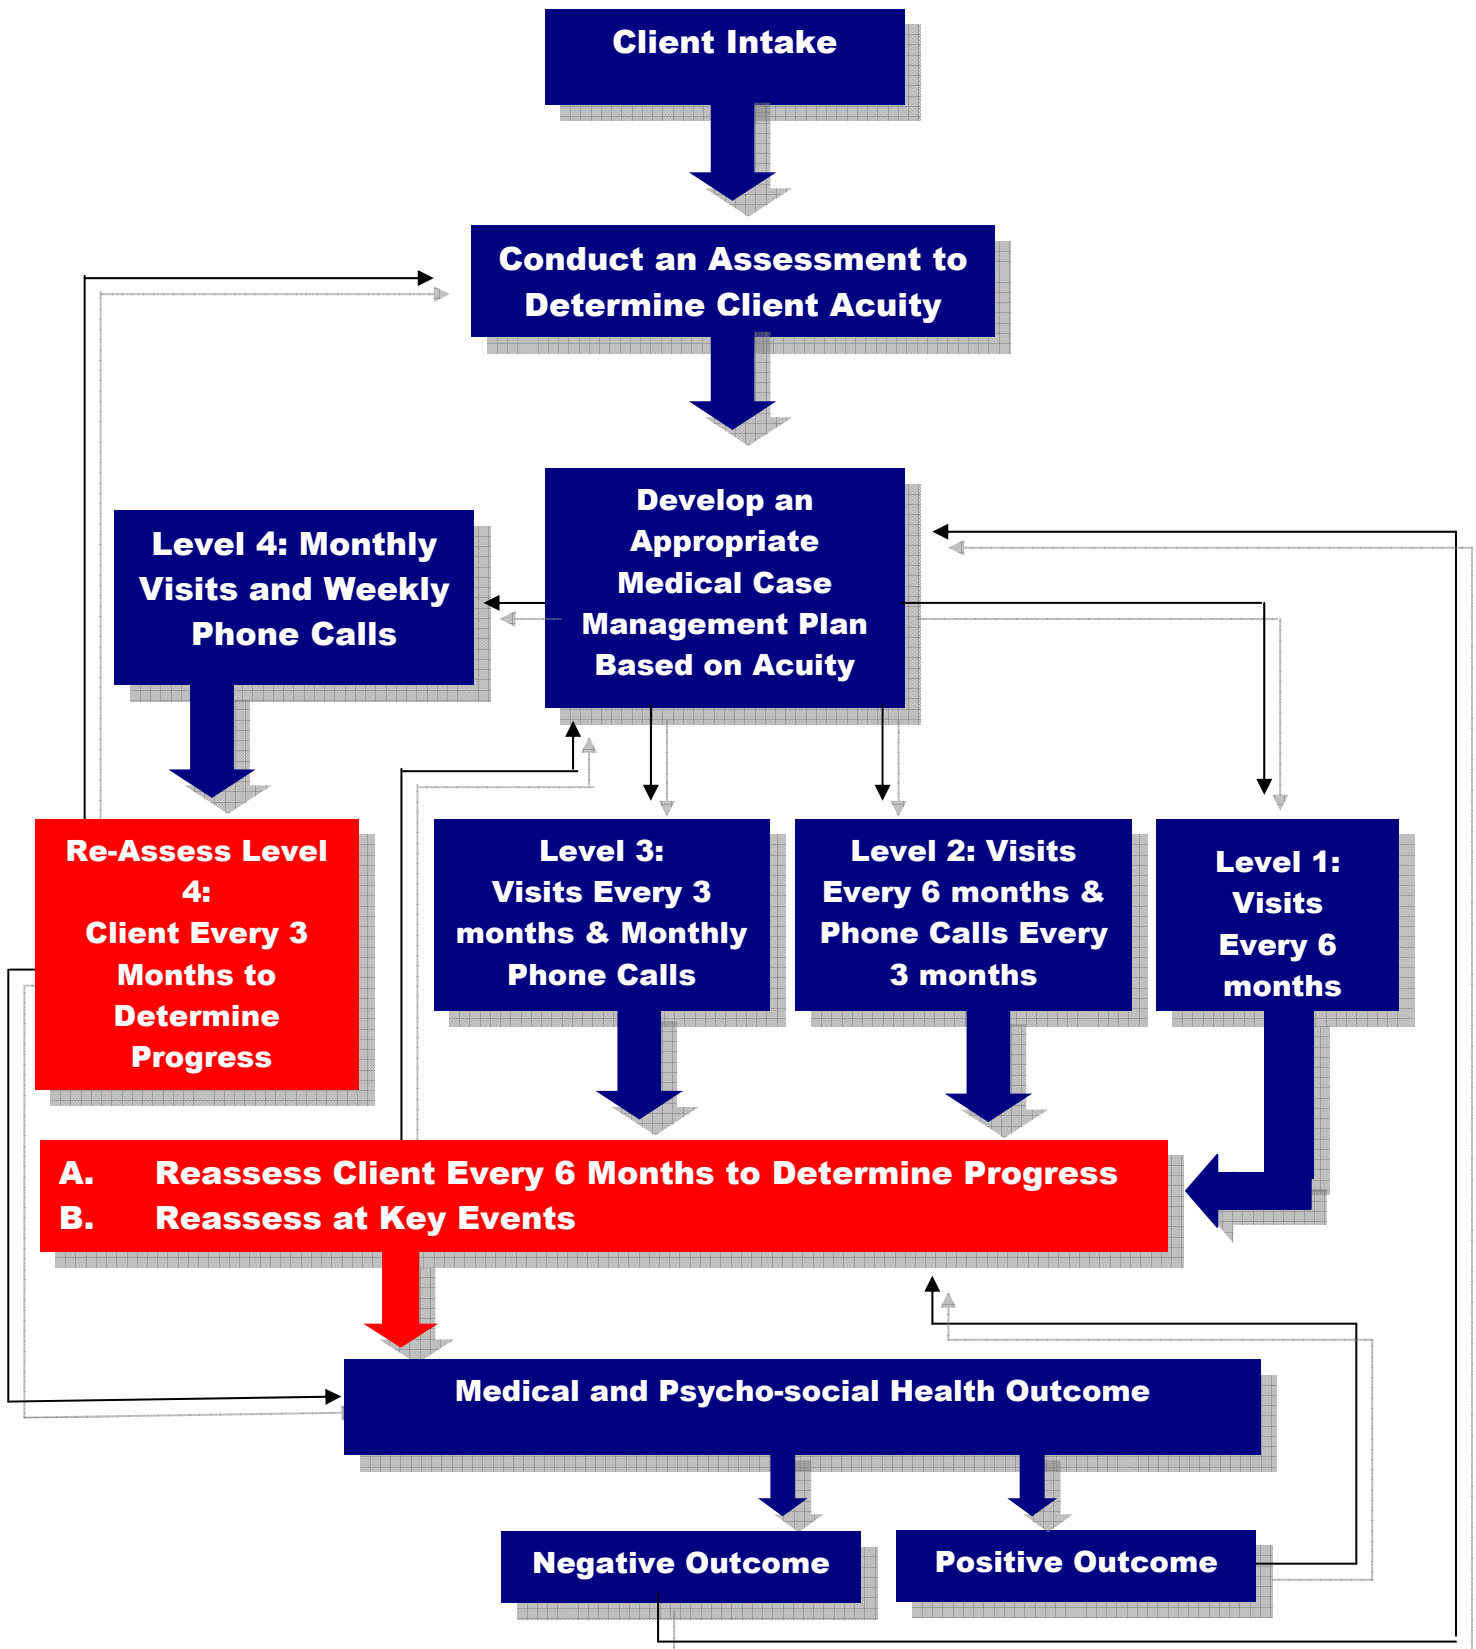 Client Intake
Conduct an Assessment to
Determine Client Acuity
Develop an
Appropriate
Medical Case
Management Plan
Based on Acuity
Level 4: Monthly
Visits and Weekly
Phone Calls
Re-Assess Level
4:
Client Every 3
Months to
Determine
Progress
Level 3:
Visits Every 3
months & Monthly
Phone Calls
Level 2: Visits
Every 6 months &
Phone Calls Every
3 months
Level 1:
Visits
Every 6
months
A. Reassess Client Every 6 Months to Determine Progress
B. Reassess at Key Events
Medical and Psycho-social Health Outcome
Negative Outcome
Positive Outcome